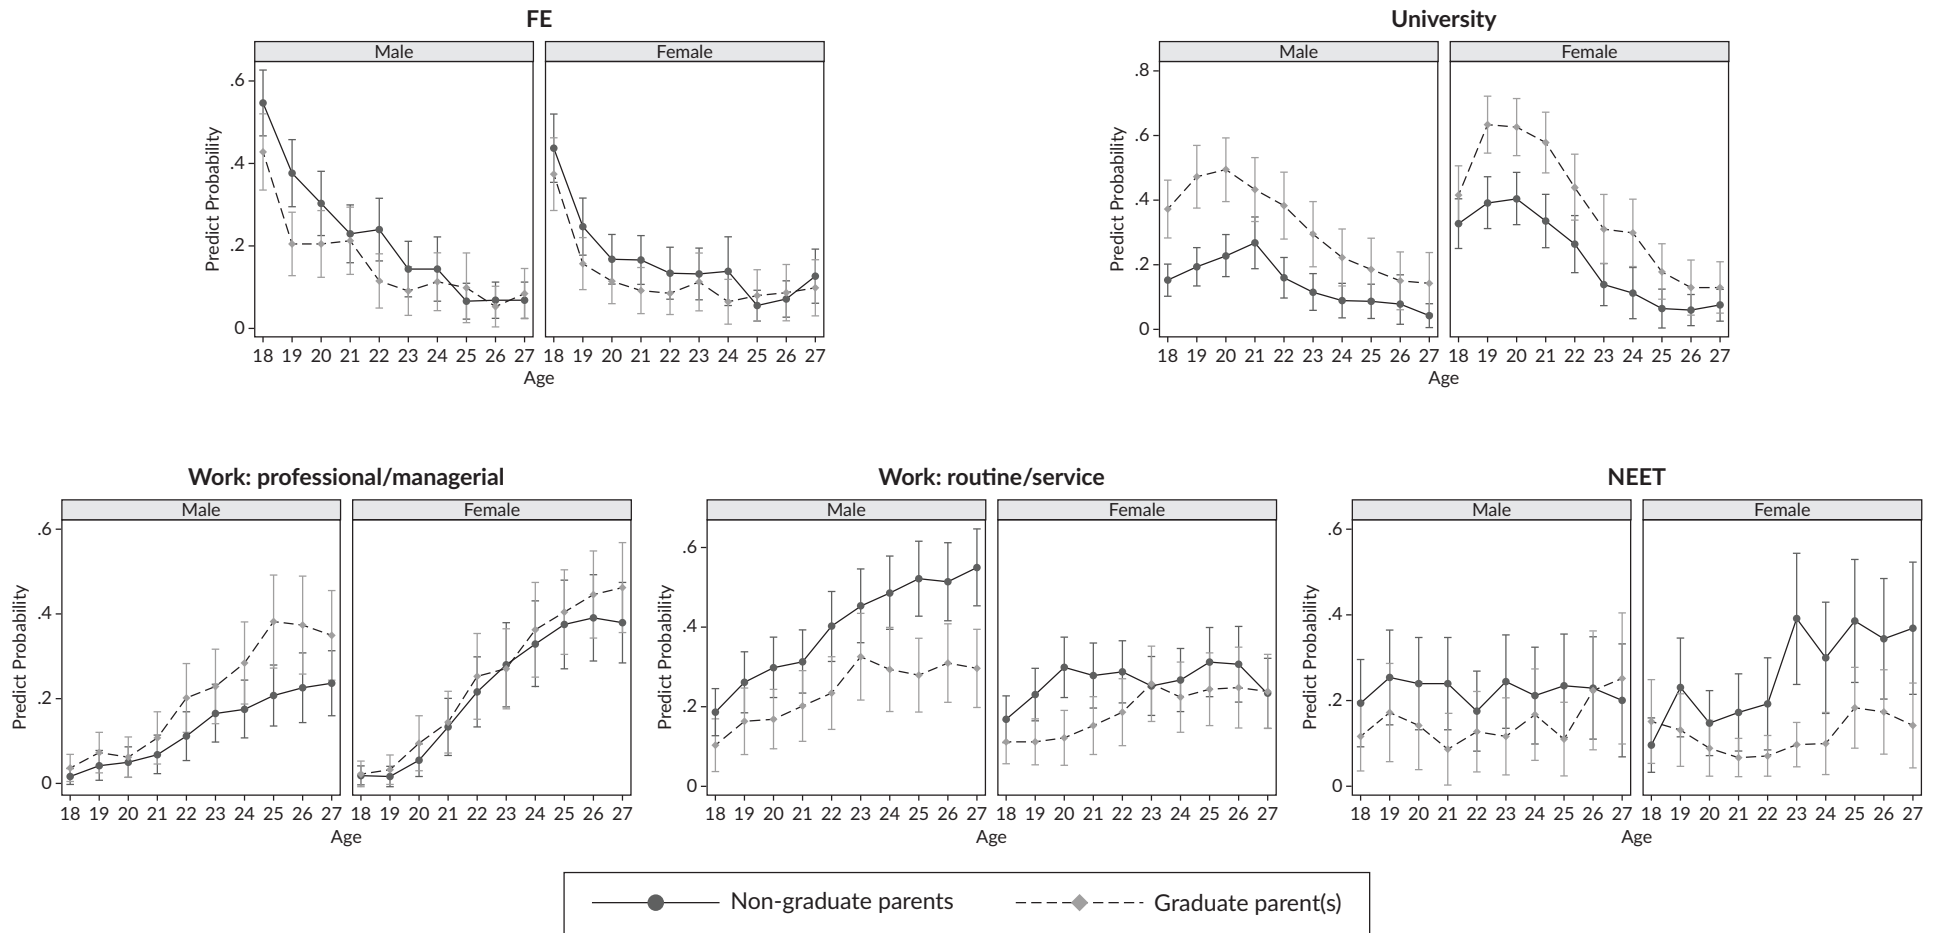 FE
University
Male
Female
Male
Female
Predict Probability
.6
.4
.2
0
18 19 20 21 22 23 24 25 26 27
18 19 20 21 22 23 24 25 26 27
Age
Predict Probability
.8
.6
.4
.2
0
18 19 20 21 22 23 24 25 26 27
18 19 20 21 22 23 24 25 26 27
Age
Work: professional/managerial
Work: routine/service
NEET
Male
Female
Male
Female
Male
Female
Predict Probability
.6
.4
.2
0
18 19 20 21 22 23 24 25 26 27
18 19 20 21 22 23 24 25 26 27
Age
Predict Probability
.6
.4
.2
0
18 19 20 21 22 23 24 25 26 27
18 19 20 21 22 23 24 25 26 27
Age
Predict Probability
.6
.4
.2
0
18 19 20 21 22 23 24 25 26 27
18 19 20 21 22 23 24 25 26 27
Age
Non-graduate parents
Graduate parent(s)